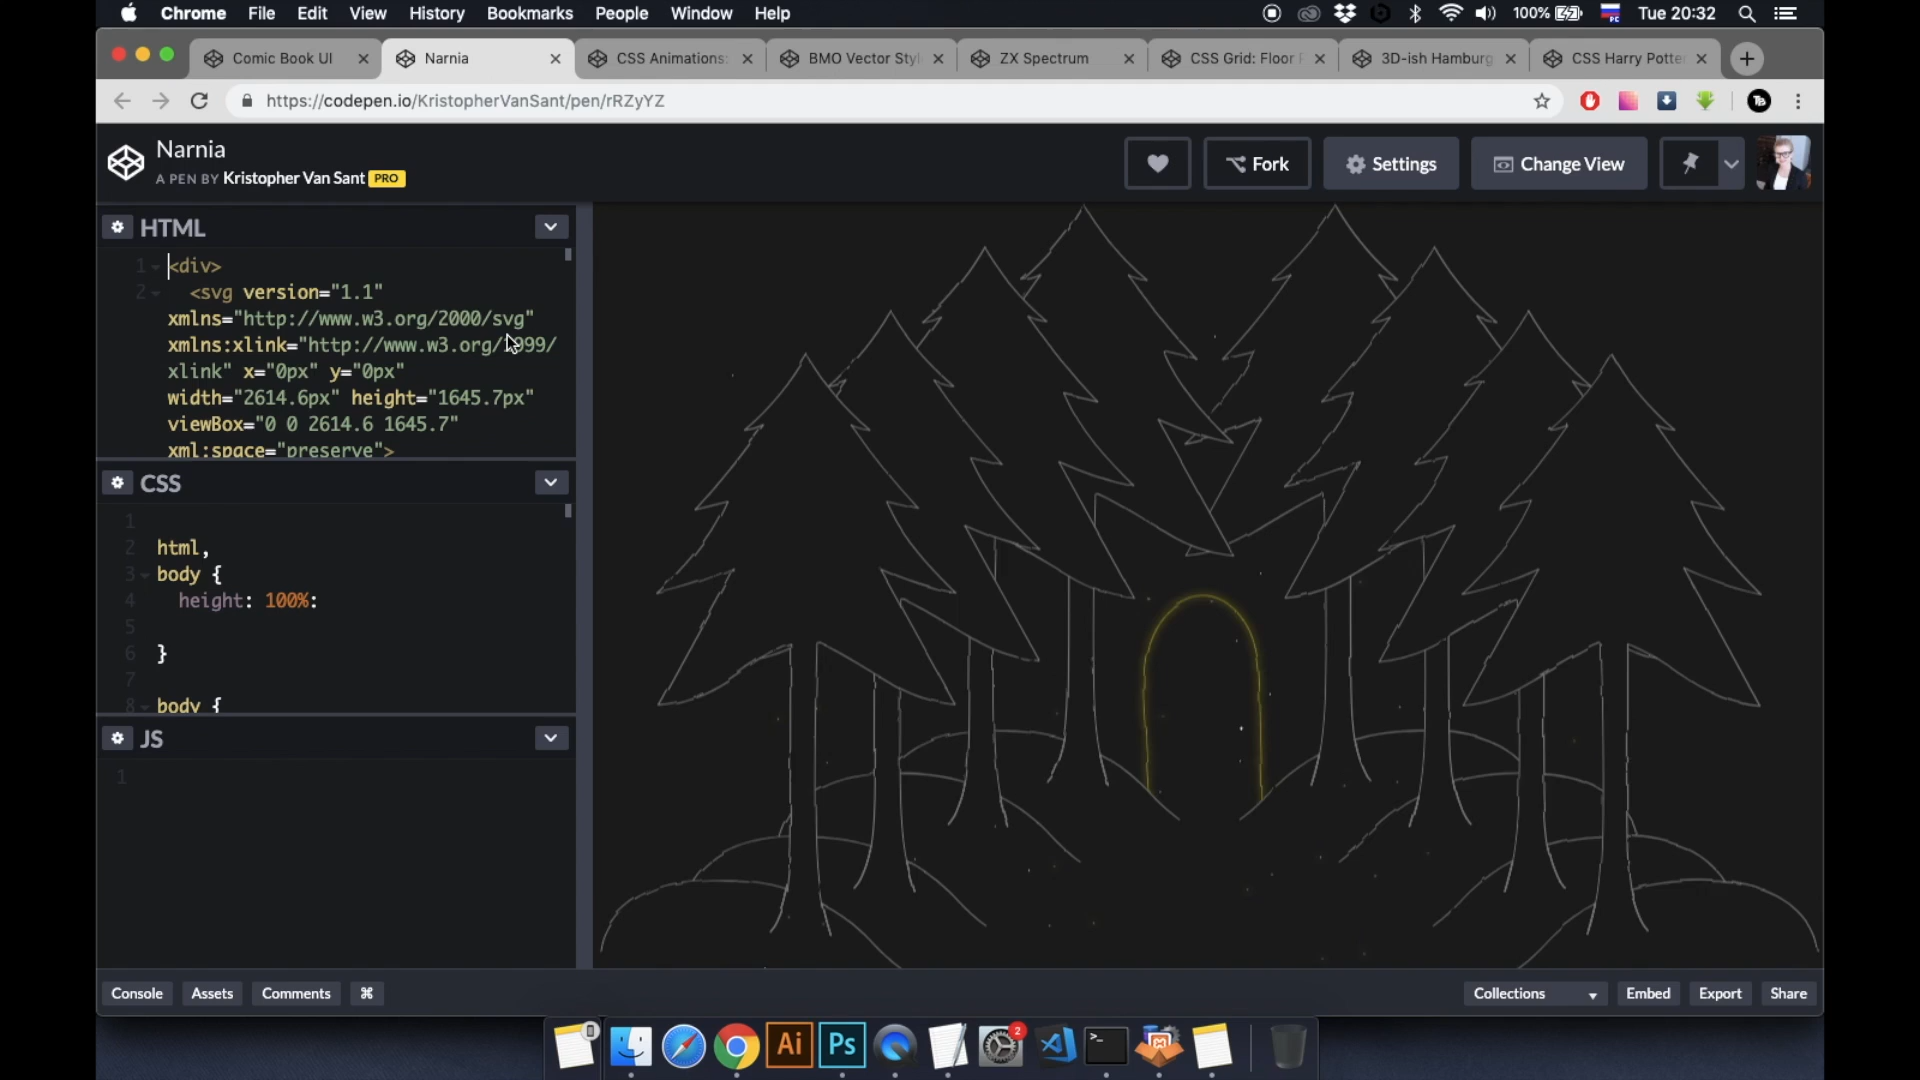 Chrome File Edit View History Bookmarks People Window Help 100% РС Tue 20:32
Comic Book UI Narnia CSS Animations: BMO Vector Styl ZX Spectrum CSS Grid: Floor P 3D-ish Hamburg CSS Harry Potte
https://codepen.io/KristopherVanSant/pen/rRZyYZ
Narnia
A PEN BY Kristopher Van Sant PRO
Fork Settings Change View
HTML
1 <div>
2 <svg version="1.1"
xmlns="http://www.w3.org/2000/svg"
xmlns:xlink="http://www.w3.org/1999/
xlink" x="0px" y="0px"
width="2614.6px" height="1645.7px"
viewBox="0 0 2614.6 1645.7"
xml:space="preserve">
CSS
1
2 html,
3 body {
4 height: 100%:
5
6 }
7
8 body {
JS
1
Console Assets Comments ⌘ Collections Embed Export Share
Ai Ps 2 >_